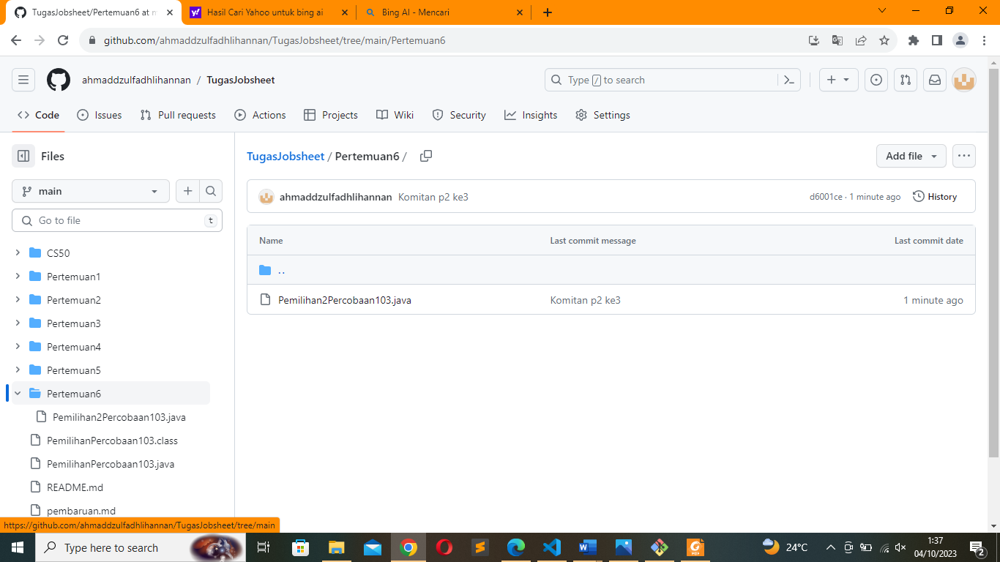 TugasJobsheet/Pertemuan6 at m
Hasil Cari Yahoo untuk bing ai
Bing AI - Mencari
github.com/ahmaddzulfadhlihannan/TugasJobsheet/tree/main/Pertemuan6
ahmaddzulfadhlihannan / TugasJobsheet
Type / to search
Code
Issues
Pull requests
Actions
Projects
Wiki
Security
Insights
Settings
Files
TugasJobsheet / Pertemuan6 /
Add file
main
ahmaddzulfadhlihannan Komitan p2 ke3
d6001ce · 1 minute ago
History
Go to file
t
Name Last commit message Last commit date
..
Pemilihan2Percobaan103.java Komitan p2 ke3 1 minute ago
CS50
Pertemuan1
Pertemuan2
Pertemuan3
Pertemuan4
Pertemuan5
Pertemuan6
Pemilihan2Percobaan103.java
PemilihanPercobaan103.class
PemilihanPercobaan103.java
README.md
pembaruan.md
https://github.com/ahmaddzulfadhlihannan/TugasJobsheet/tree/main
Type here to search
24°C
1:37
04/10/2023
2